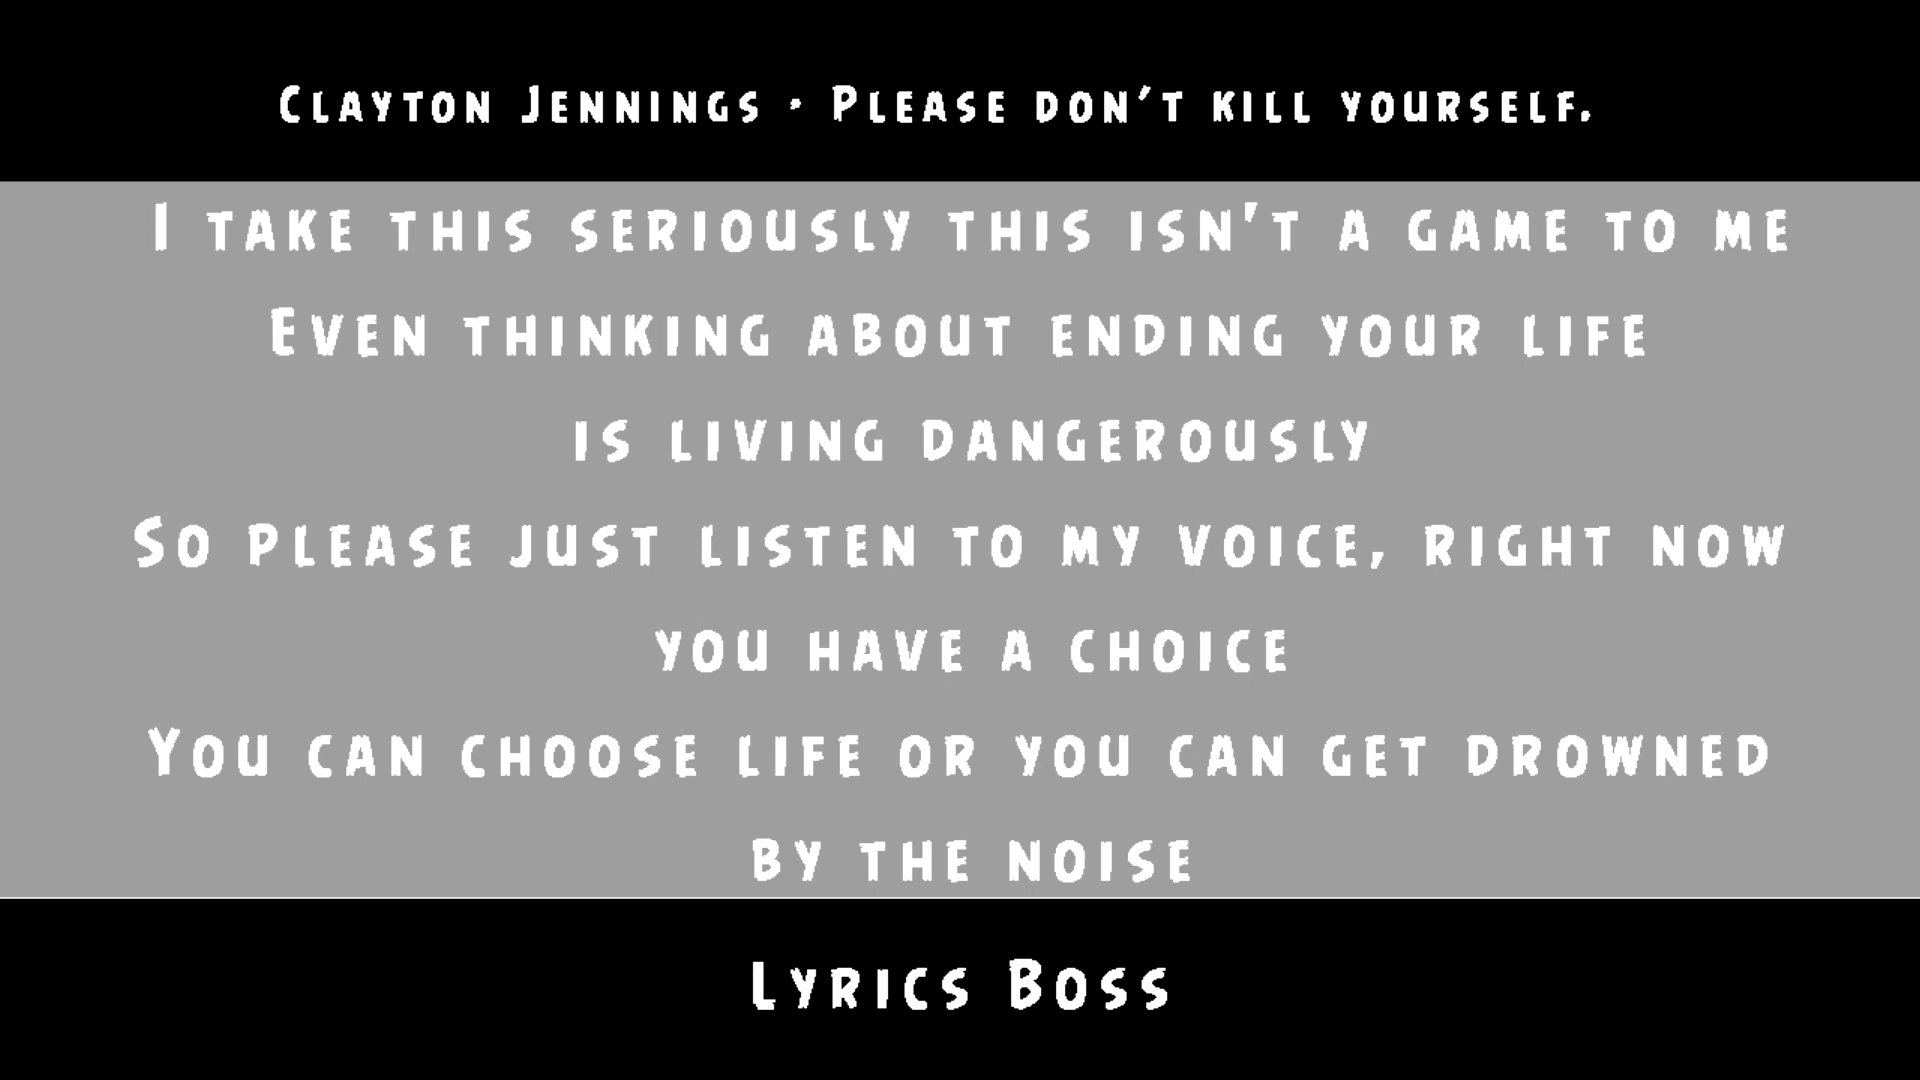 Clayton Jennings · Please don't kill yourself.
I take this seriously this isn't a game to me
Even thinking about ending your life
is living dangerously
So please just listen to my voice, right now
you have a choice
You can choose life or you can get drowned
by the noise
Lyrics Boss